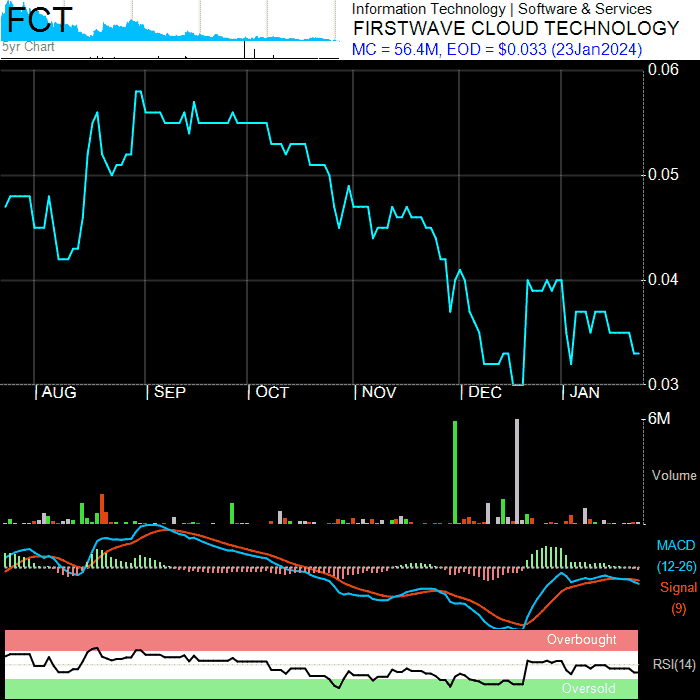 FCT
5yr Chart
Information Technology | Software & Services
FIRSTWAVE CLOUD TECHNOLOGY
MC = 56.4M, EOD = $0.033 (23Jan2024)
0.06
0.05
0.04
0.03
AUG SEP OCT NOV DEC JAN
6M
Volume
MACD
(12-26)
Signal
(9)
Overbought
RSI(14)
Oversold